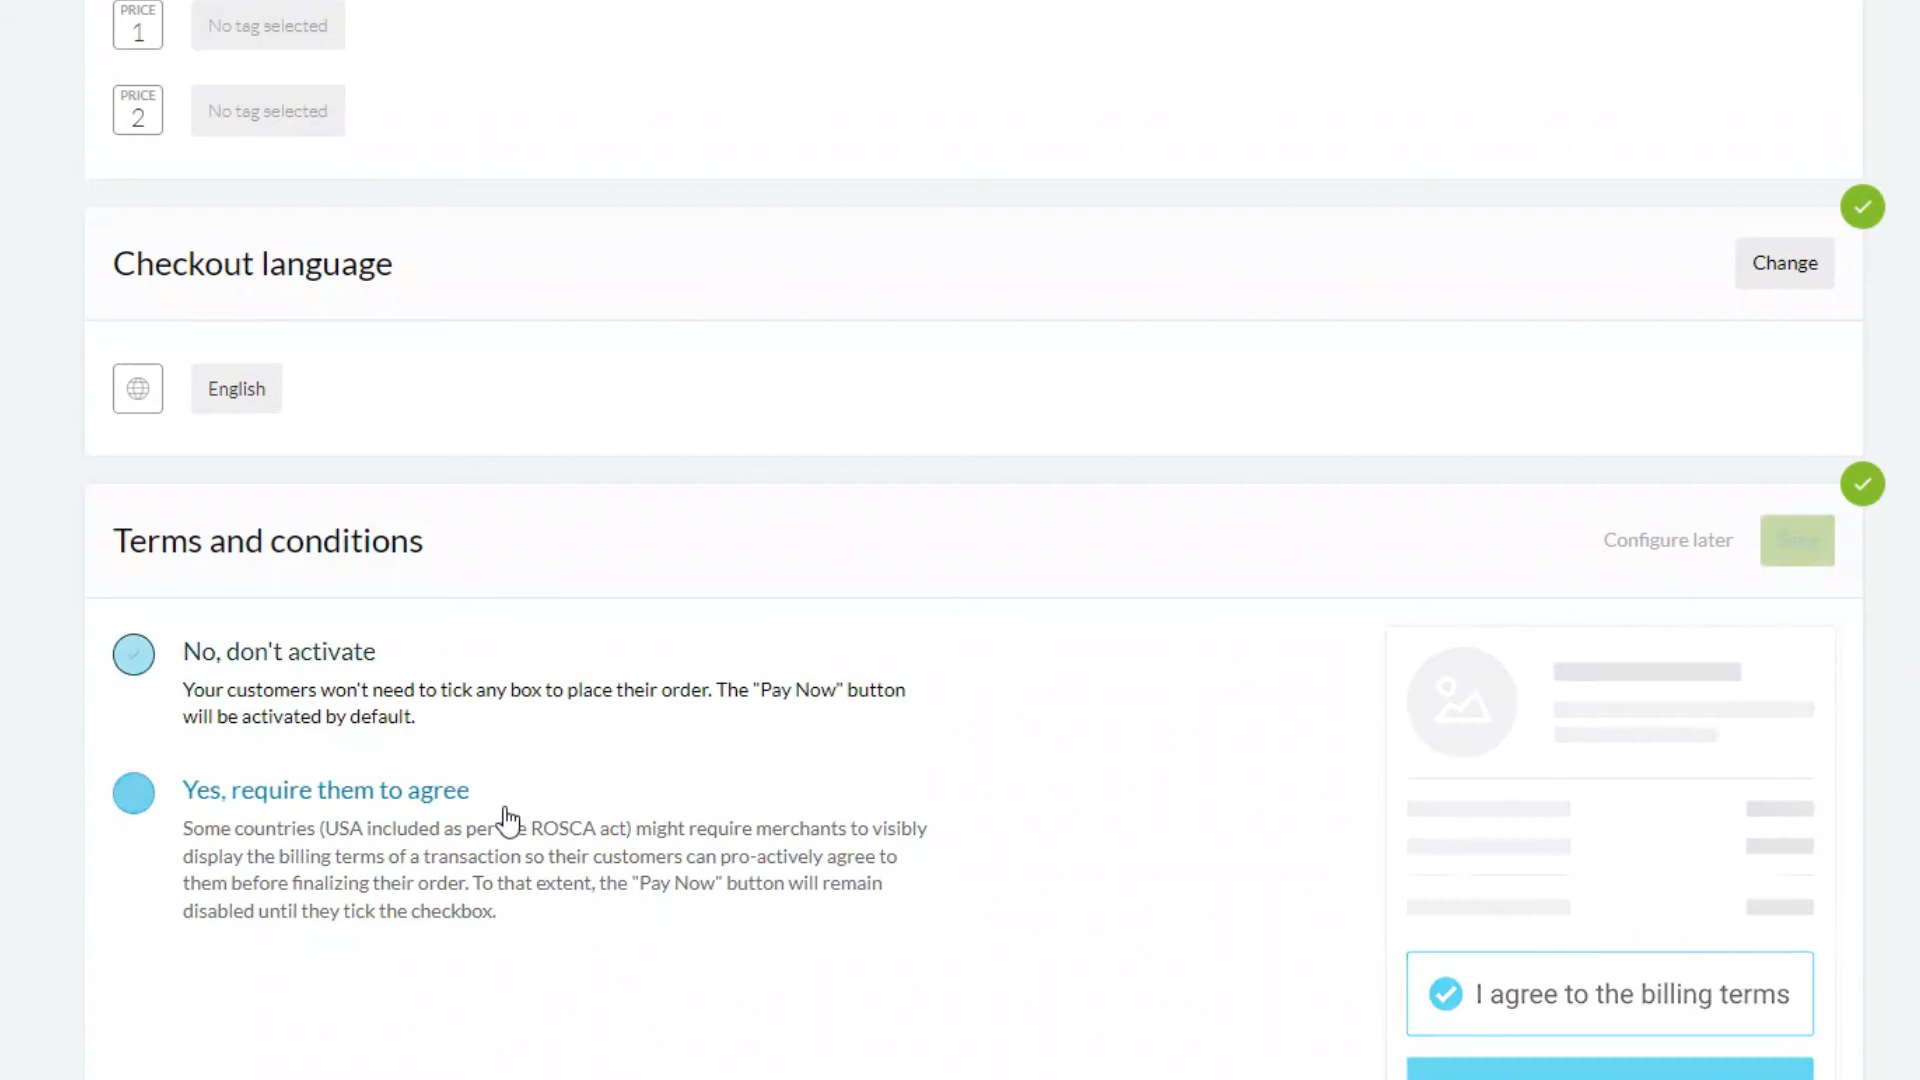 PRICE
1
No tag selected
PRICE
2
No tag selected
Checkout language
Change
English
Terms and conditions
Configure later
No, don't activate
Your customers won't need to tick any box to place their order. The "Pay Now" button
will be activated by default.
Yes, require them to agree
Some countries (USA included as per ROSCA act) might require merchants to visibly
display the billing terms of a transaction so their customers can pro-actively agree to
them before finalizing their order. To that extent, the "Pay Now" button will remain
disabled until they tick the checkbox.
I agree to the billing terms